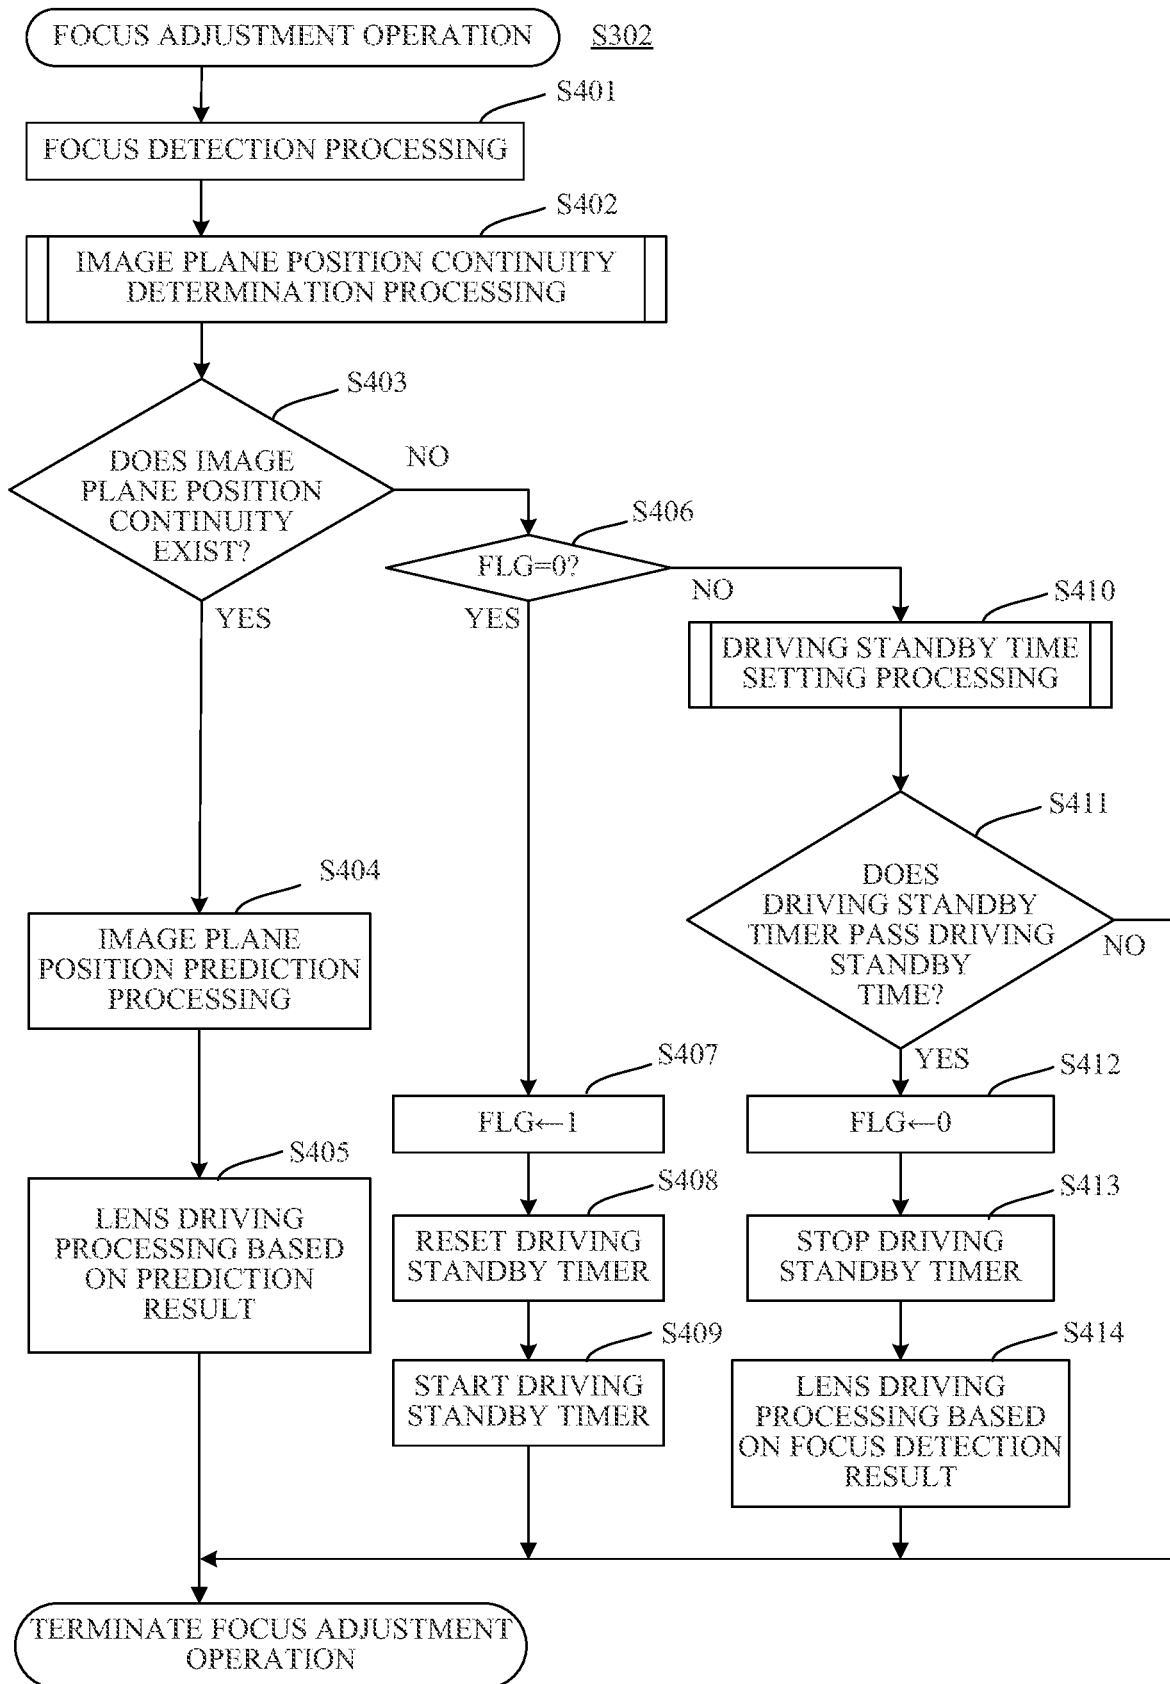 FOCUS ADJUSTMENT OPERATION
S302
S401
FOCUS DETECTION PROCESSING
S402
IMAGE PLANE POSITION CONTINUITY
DETERMINATION PROCESSING
S403
DOES IMAGE
PLANE POSITION
CONTINUITY
EXIST?
NO
YES
S406
FLG=0?
NO
YES
S410
DRIVING STANDBY TIME
SETTING PROCESSING
S411
DOES
DRIVING STANDBY
TIMER PASS DRIVING
STANDBY
TIME?
NO
YES
S404
IMAGE PLANE
POSITION PREDICTION
PROCESSING
S405
LENS DRIVING
PROCESSING BASED
ON PREDICTION
RESULT
S407
FLG←1
S408
RESET DRIVING
STANDBY TIMER
S409
START DRIVING
STANDBY TIMER
S412
FLG←0
S413
STOP DRIVING
STANDBY TIMER
S414
LENS DRIVING
PROCESSING BASED
ON FOCUS DETECTION
RESULT
TERMINATE FOCUS ADJUSTMENT
OPERATION